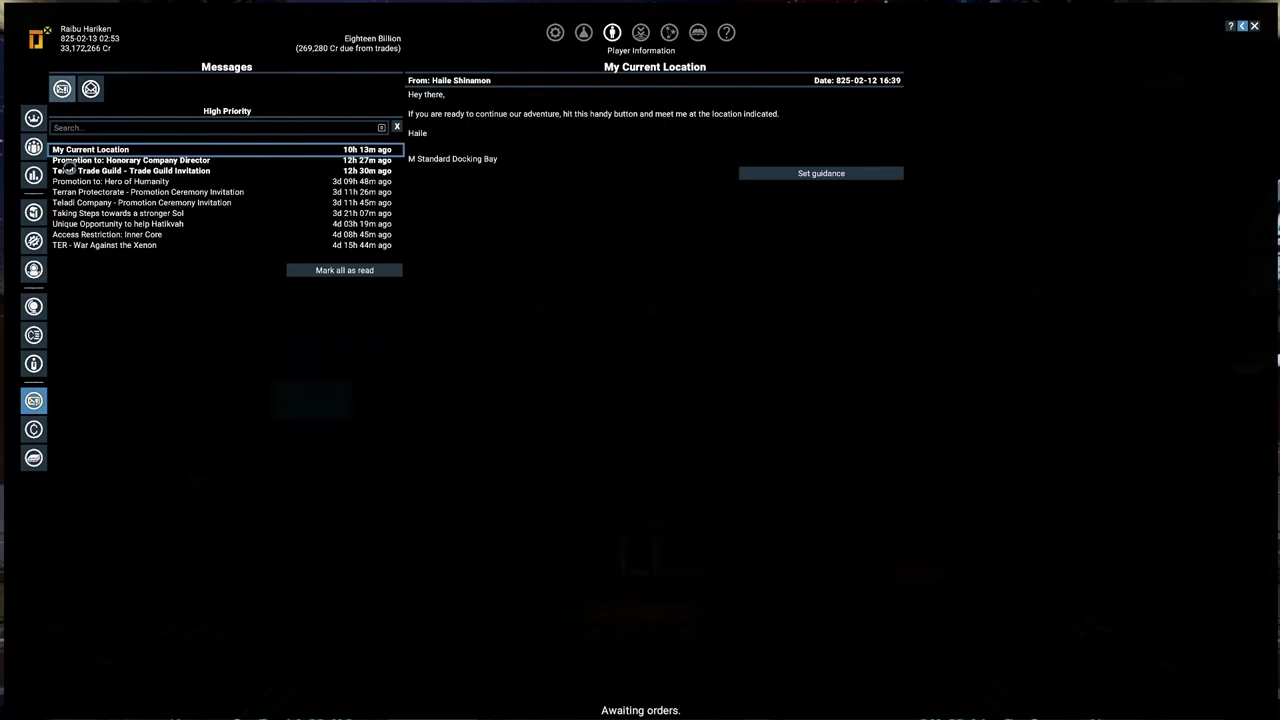 Raibu Hariken
825-02-13 02:53
33,172,266 Cr
Eighteen Billion
(269,280 Cr due from trades)
Player Information
Messages
High Priority
Search...
X
My Current Location 10h 13m ago
Promotion to: Honorary Company Director 12h 27m ago
Teladi Trade Guild - Trade Guild Invitation 12h 30m ago
Promotion to: Hero of Humanity 3d 09h 48m ago
Terran Protectorate - Promotion Ceremony Invitation 3d 11h 26m ago
Teladi Company - Promotion Ceremony Invitation 3d 11h 45m ago
Taking Steps towards a stronger Sol 3d 21h 07m ago
Unique Opportunity to help Hatikvah 4d 03h 19m ago
Access Restriction: Inner Core 4d 08h 45m ago
TER - War Against the Xenon 4d 15h 44m ago
Mark all as read
My Current Location
From: Haile Shinamon Date: 825-02-12 16:39
Hey there,
If you are ready to continue our adventure, hit this handy button and meet me at the location indicated.
Haile
M Standard Docking Bay
Set guidance
Awaiting orders.